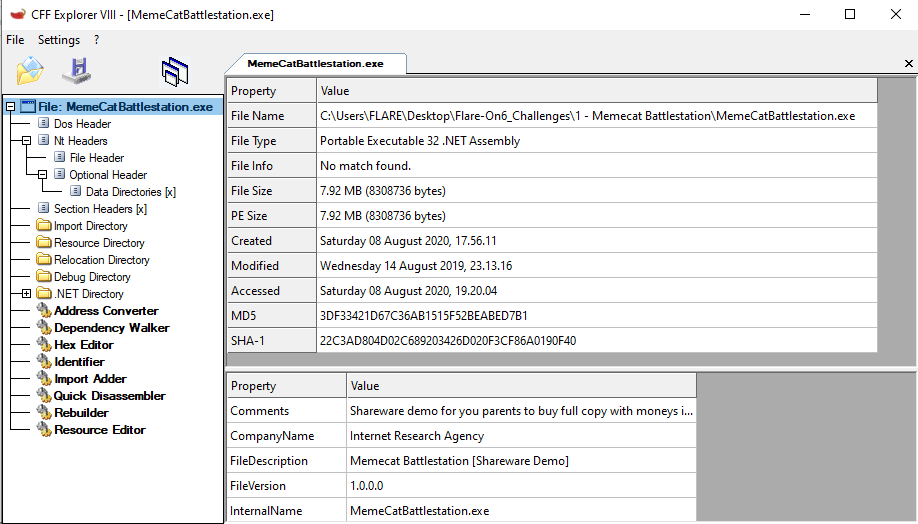 CFF Explorer VIII - [MemeCatBattlestation.exe]
File Settings ?
MemeCatBattlestation.exe
File: MemeCatBattlestation.exe
Dos Header
Nt Headers
File Header
Optional Header
Data Directories [x]
Section Headers [x]
Import Directory
Resource Directory
Relocation Directory
Debug Directory
.NET Directory
Address Converter
Dependency Walker
Hex Editor
Identifier
Import Adder
Quick Disassembler
Rebuilder
Resource Editor
Property Value
File Name C:\Users\FLARE\Desktop\Flare-On6_Challenges\1 - Memecat Battlestation\MemeCatBattlestation.exe
File Type Portable Executable 32 .NET Assembly
File Info No match found.
File Size 7.92 MB (8308736 bytes)
PE Size 7.92 MB (8308736 bytes)
Created Saturday 08 August 2020, 17.56.11
Modified Wednesday 14 August 2019, 23.13.16
Accessed Saturday 08 August 2020, 19.20.04
MD5 3DF33421D67C36AB1515F52BEABED7B1
SHA-1 22C3AD804D02C689203426D020F3CF86A0190F40
Property Value
Comments Shareware demo for you parents to buy full copy with moneys i...
CompanyName Internet Research Agency
FileDescription Memecat Battlestation [Shareware Demo]
FileVersion 1.0.0.0
InternalName MemeCatBattlestation.exe